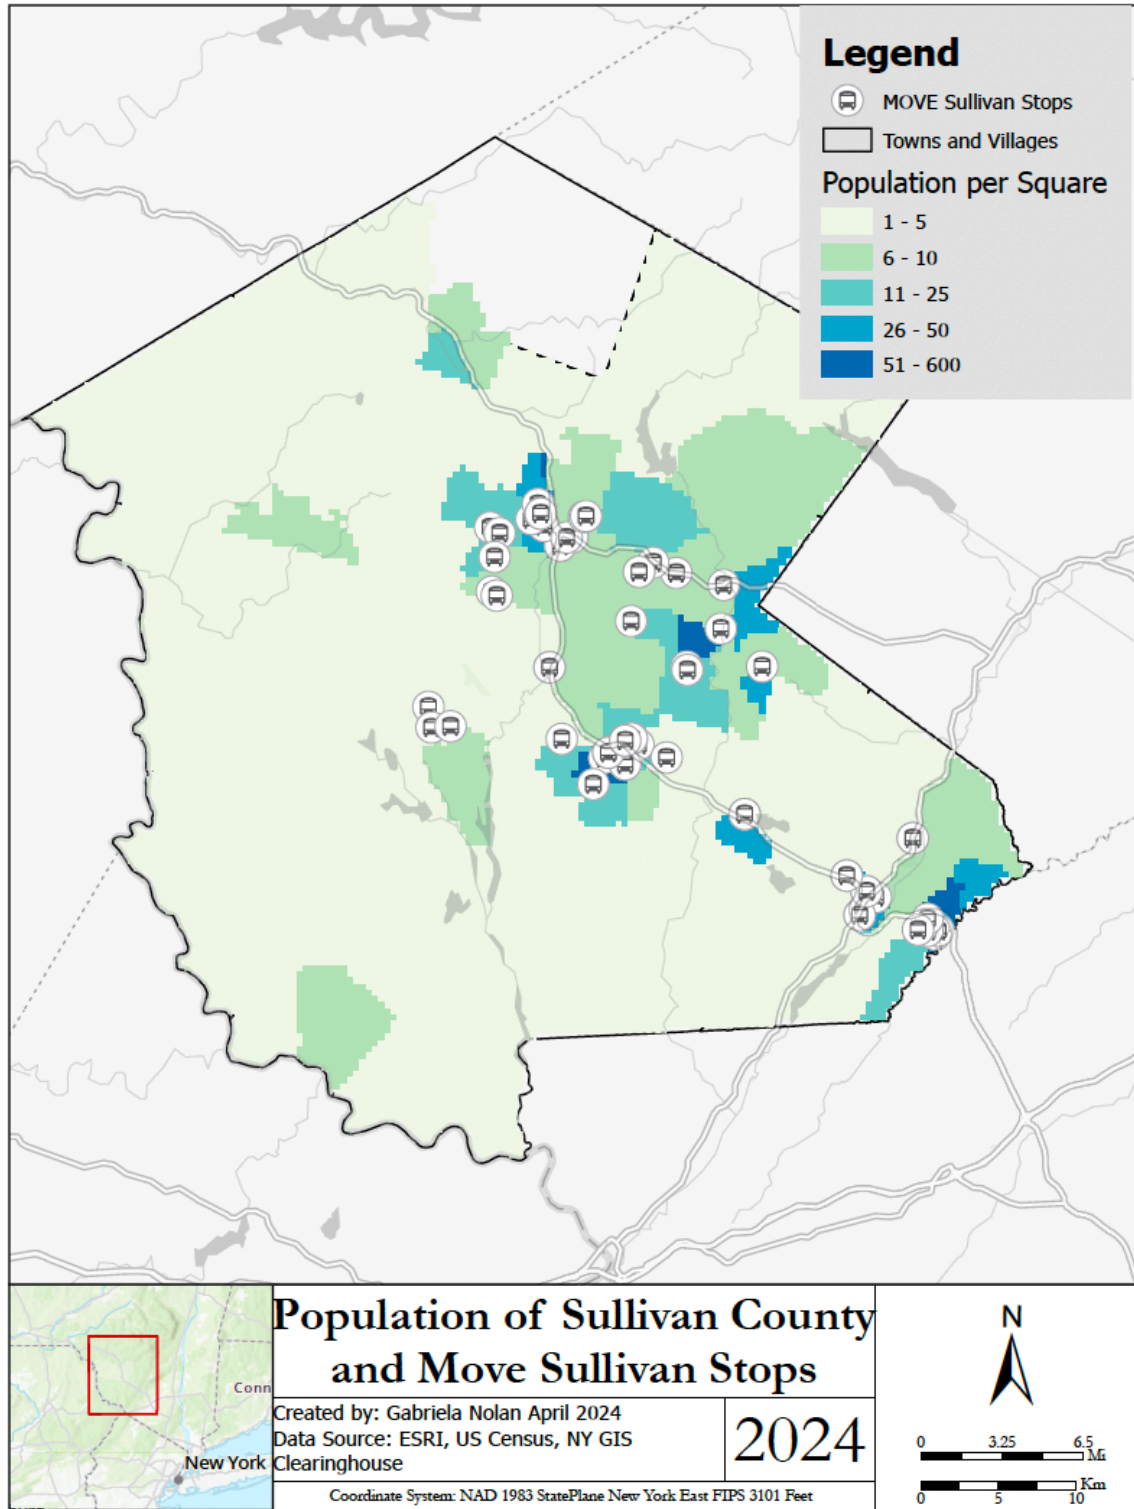 Legend
MOVE Sullivan Stops
Towns and Villages
Population per Square
1 - 5
6 - 10
11 - 25
26 - 50
51 - 600
Conn
New York
Population of Sullivan County
and Move Sullivan Stops
Created by: Gabriela Nolan April 2024
Data Source: ESRI, US Census, NY GIS
Clearinghouse
2024
Coordinate System: NAD 1983 StatePlane New York East FIPS 3101 Feet
N
0 3.25 6.5
Mi
Km
0 5 10